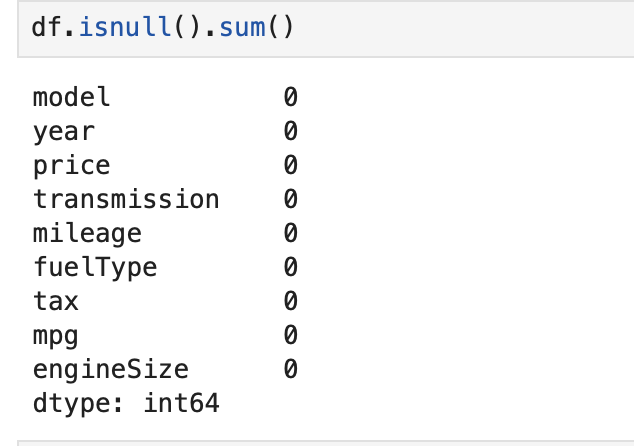 df.isnull().sum()
model 0
year 0
price 0
transmission 0
mileage 0
fuelType 0
tax 0
mpg 0
engineSize 0
dtype: int64